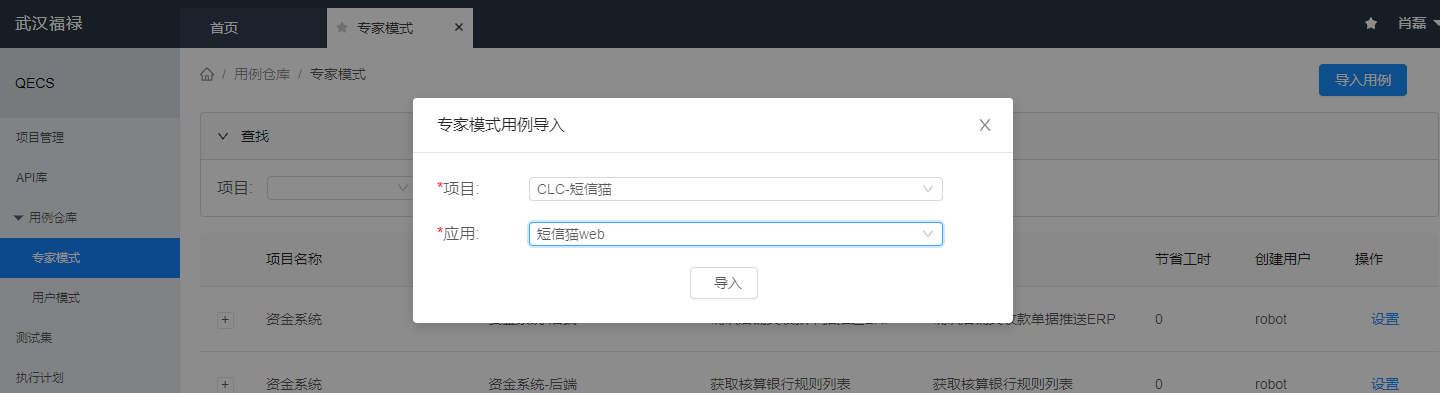 武汉福禄
首页
专家模式
肖磊
QECS
项目管理
API库
用例仓库
专家模式
用户模式
测试集
执行计划
/ 用例仓库 / 专家模式
导入用例
查找
项目:
专家模式用例导入
*项目: CLC-短信猫
*应用: 短信猫web
导入
项目名称 节省工时 创建用户 操作
+ 资金系统 款单据推送ERP 0 robot 设置
+ 资金系统 资金系统-后端 获取核算银行规则列表 获取核算银行规则列表 0 robot 设置